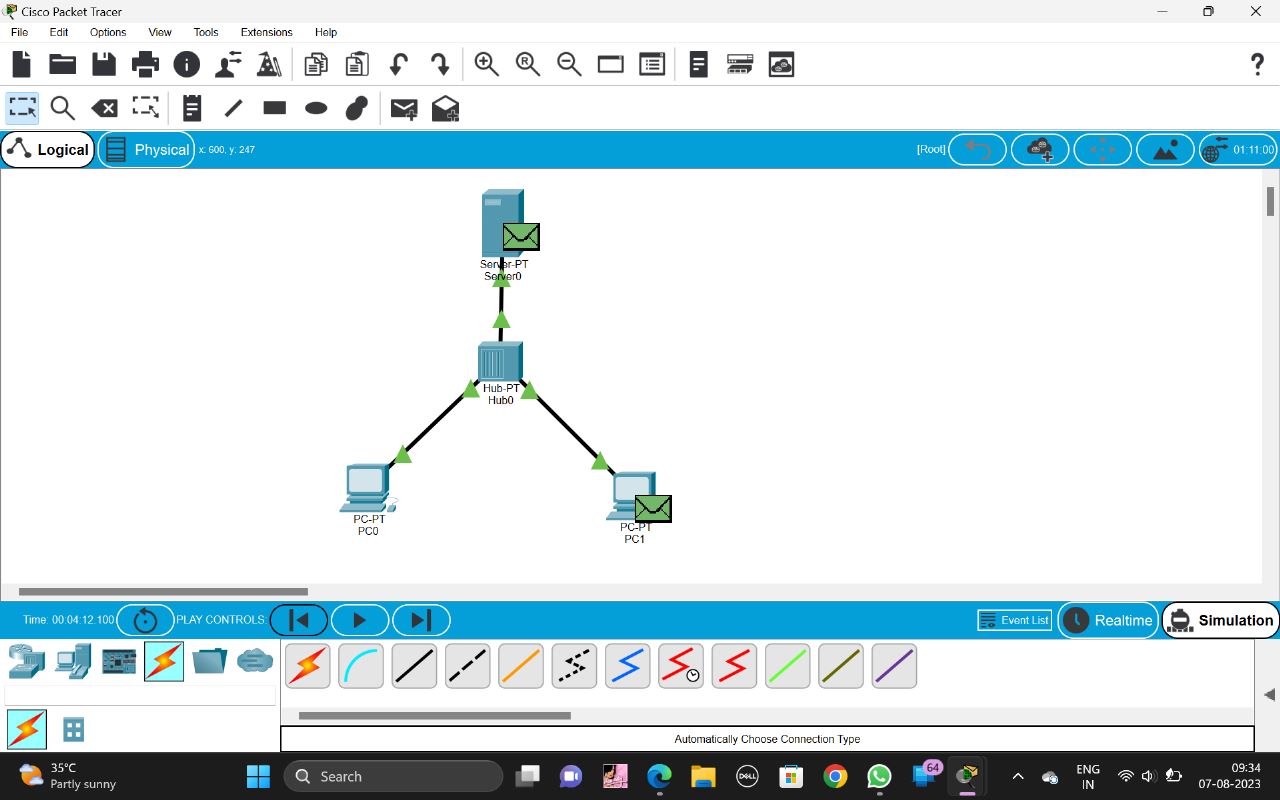 Cisco Packet Tracer
File Edit Options View Tools Extensions Help
R
?
Logical Physical x: 600, y: 247 [Root] 01:11:00
Server-PT
Server0
Hub-PT
Hub0
PC-PT
PC0
PC-PT
PC1
Time: 00:04:12.100 PLAY CONTROLS: Event List Realtime Simulation
Automatically Choose Connection Type
35°C
Partly sunny
Search
DELL
64
ENG
IN
09:34
07-08-2023